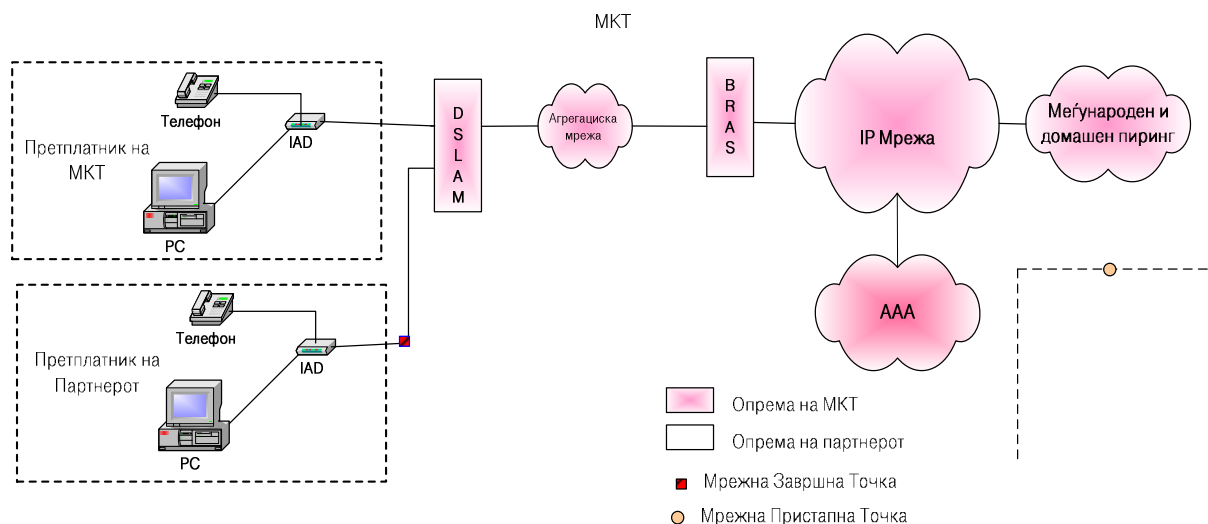 МКТ
Телефон
IAD
Претплатник на
МКТ
PC
D
S
L
A
M
Агрегациска
мрежа
B
R
A
S
IP Мрежа
Меѓународен и
домашен пиринг
Телефон
IAD
Претплатник на
Партнерот
PC
AAA
Опрема на МКТ
Опрема на партнерот
Мрежна Завршна Точка
Мрежна Пристапна Точка